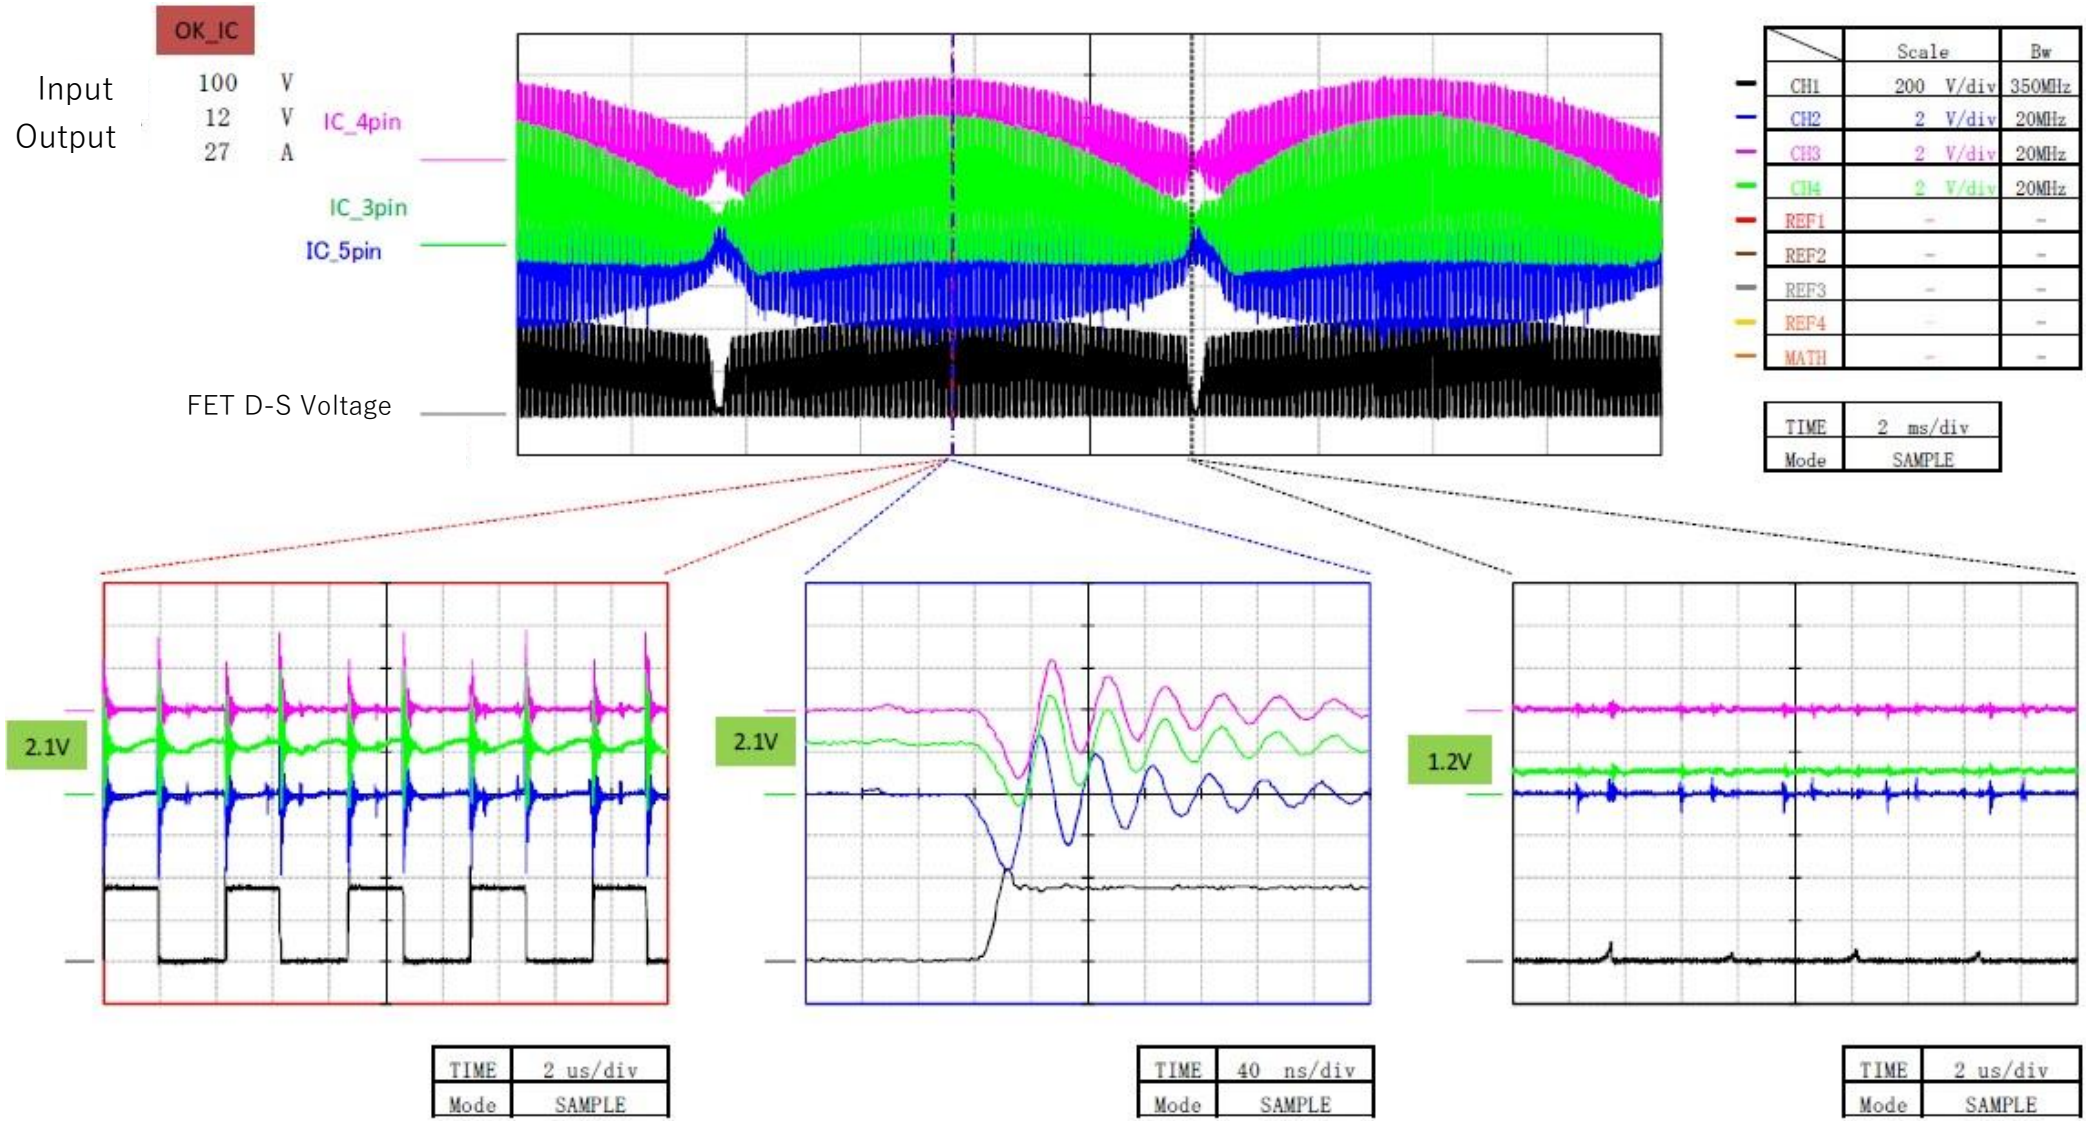 OK_IC
Input 100 V
Output 12 V
27 A
IC_4pin
IC_3pin
IC_5pin
FET D-S Voltage
Scale Bw
CH1 200 V/div 350MHz
CH2 2 V/div 20MHz
CH3 2 V/div 20MHz
CH4 2 V/div 20MHz
REF1 - -
REF2 - -
REF3 - -
REF4 - -
MATH - -
TIME 2 ms/div
Mode SAMPLE
2.1V
2.1V
1.2V
TIME 2 us/div
Mode SAMPLE
TIME 40 ns/div
Mode SAMPLE
TIME 2 us/div
Mode SAMPLE